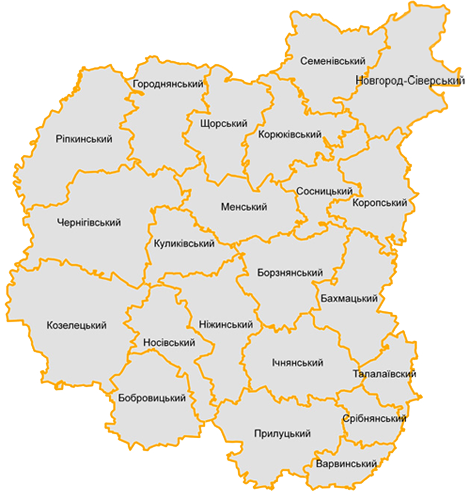 Семенівський
Новгород-Сіверський
Городнянський
Щорський
Корюківський
Ріпкинський
Сосницький
Коропський
Менський
Чернігівський
Куликівський
Борзнянський
Бахмацький
Козелецький
Ніжинський
Носівський
Ічнянський
Талалаївский
Бобровицький
Срібнянський
Прилуцький
Варвинський